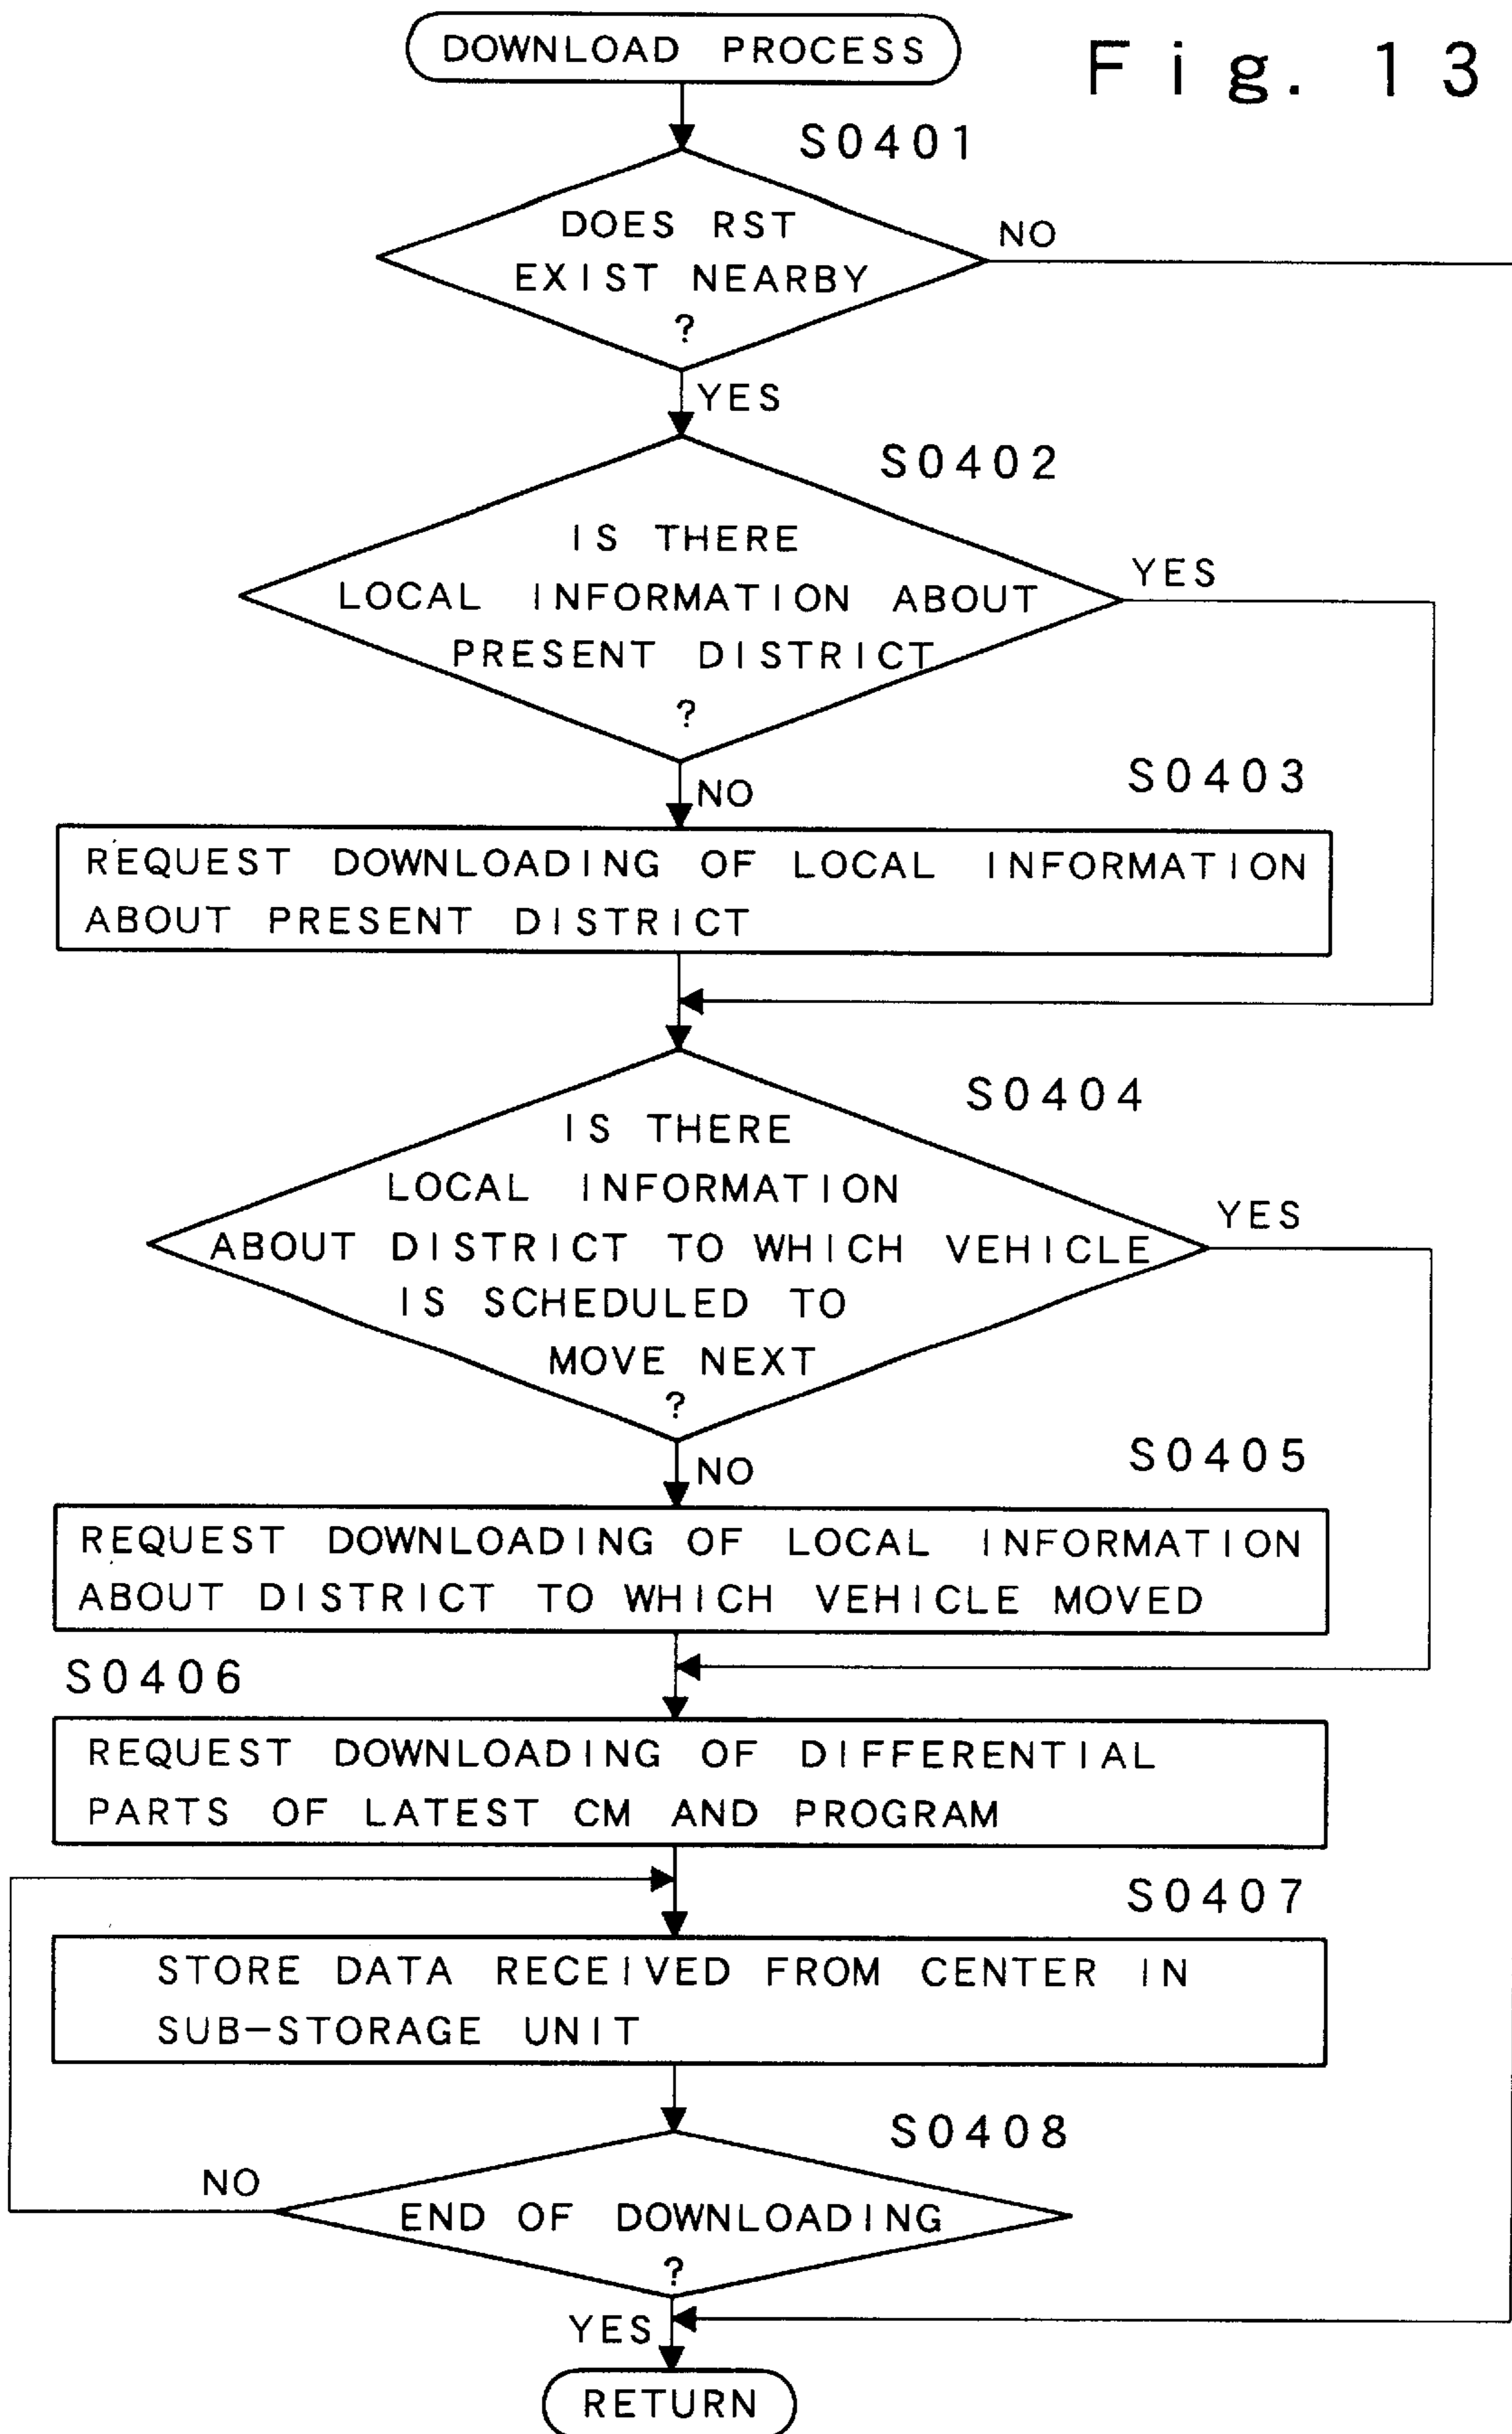 DOWNLOAD PROCESS
Fig. 13
S0401
DOES RST
EXIST NEARBY
?
NO
YES
S0402
IS THERE
LOCAL INFORMATION ABOUT
PRESENT DISTRICT
?
YES
NO
S0403
REQUEST DOWNLOADING OF LOCAL INFORMATION
ABOUT PRESENT DISTRICT
S0404
IS THERE
LOCAL INFORMATION
ABOUT DISTRICT TO WHICH VEHICLE
IS SCHEDULED TO
MOVE NEXT
?
YES
NO
S0405
REQUEST DOWNLOADING OF LOCAL INFORMATION
ABOUT DISTRICT TO WHICH VEHICLE MOVED
S0406
REQUEST DOWNLOADING OF DIFFERENTIAL
PARTS OF LATEST CM AND PROGRAM
S0407
STORE DATA RECEIVED FROM CENTER IN
SUB-STORAGE UNIT
S0408
NO
END OF DOWNLOADING
?
YES
RETURN